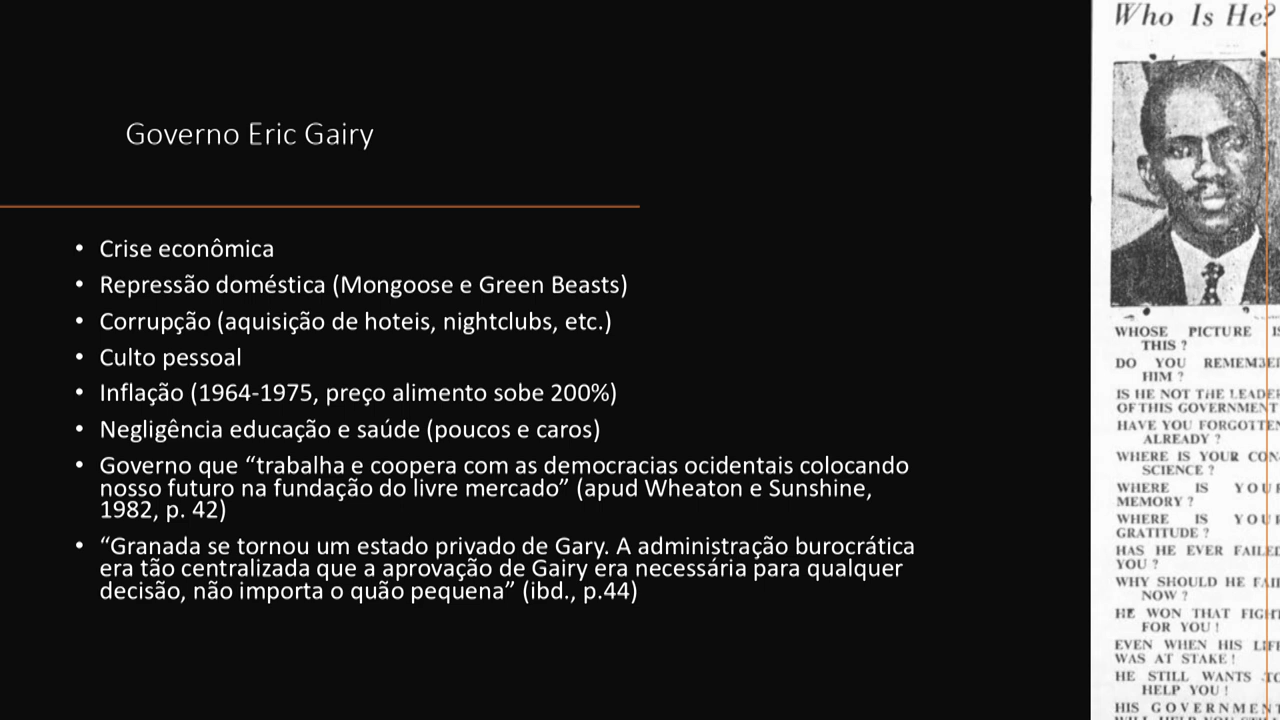 Governo Eric Gairy
• Crise econômica
• Repressão doméstica (Mongoose e Green Beasts)
• Corrupção (aquisição de hoteis, nightclubs, etc.)
• Culto pessoal
• Inflação (1964-1975, preço alimento sobe 200%)
• Negligência educação e saúde (poucos e caros)
• Governo que “trabalha e coopera com as democracias ocidentais colocando
nosso futuro na fundação do livre mercado” (apud Wheaton e Sunshine,
1982, p. 42)
• “Granada se tornou um estado privado de Gary. A administração burocrática
era tão centralizada que a aprovação de Gairy era necessária para qualquer
decisão, não importa o quão pequena” (ibd., p.44)
Who Is He?
WHOSE PICTURE
THIS ?
DO YOU
HIM ?
IS HE NOT THE
OF THIS GOVERNMENT
HAVE YOU
ALREADY ?
WHERE IS YOUR
SCIENCE ?
WHERE IS
MEMORY ?
WHERE IS
GRATITUDE ?
HAS HE EVER
YOU ?
WHY SHOULD HE
NOW ?
HE WON THAT
FOR YOU !
EVEN WHEN HIS
WAS AT STAKE !
HE STILL WANTS
HELP YOU !
HIS